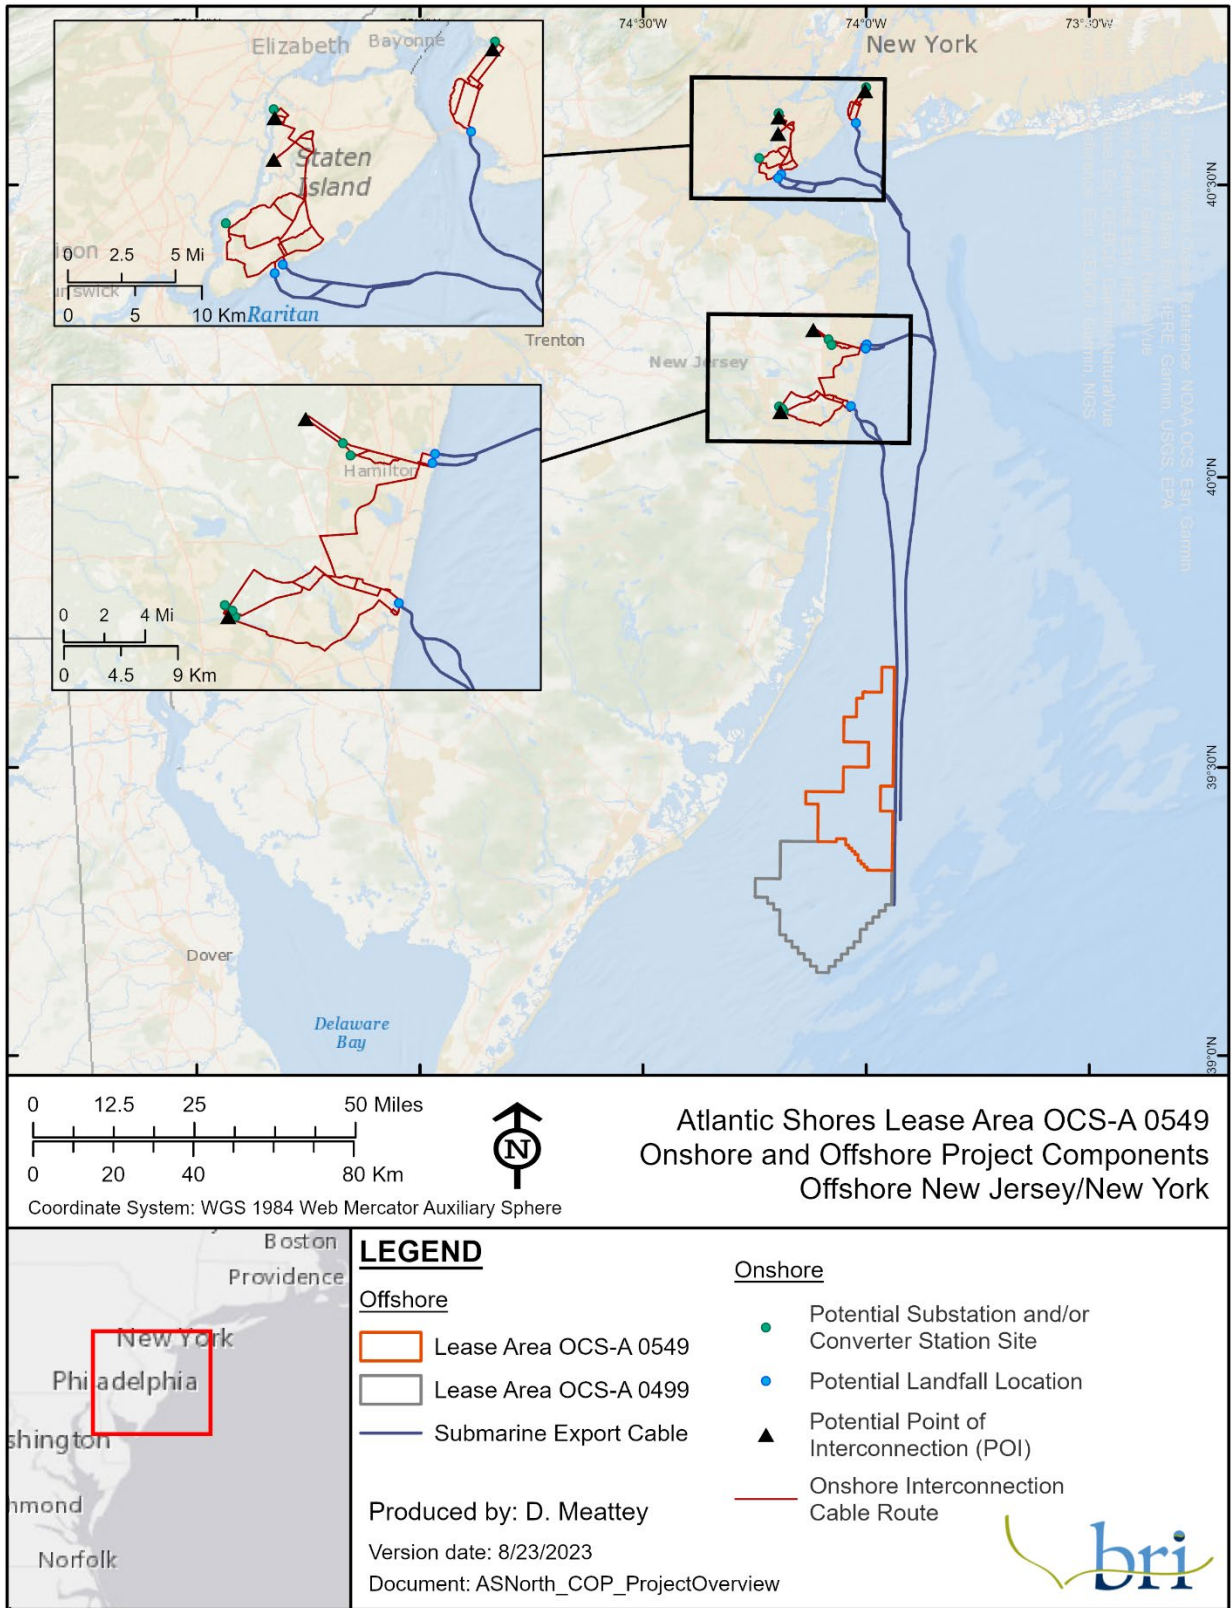 74°30'W
74°0'W
New York
Elizabeth
Bayonne
Staten
Island
0 2.5 5 Mi
0 5 10 Km
Raritan
40°30'N
Trenton
New Jersey
Hamilton
0 2 4 Mi
0 4.5 9 Km
40°0'N
39°30'N
Dover
Delaware
Bay
39°0'N
0 12.5 25 50 Miles
0 20 40 80 Km
Coordinate System: WGS 1984 Web Mercator Auxiliary Sphere
N
Atlantic Shores Lease Area OCS-A 0549
Onshore and Offshore Project Components
Offshore New Jersey/New York
Boston
Providence
New York
Philadelphia
shington
hmond
Norfolk
LEGEND
Offshore
Lease Area OCS-A 0549
Lease Area OCS-A 0499
Submarine Export Cable
Onshore
Potential Substation and/or
Converter Station Site
Potential Landfall Location
Potential Point of
Interconnection (POI)
Onshore Interconnection
Cable Route
Produced by: D. Meattey
Version date: 8/23/2023
Document: ASNorth_COP_ProjectOverview
bri